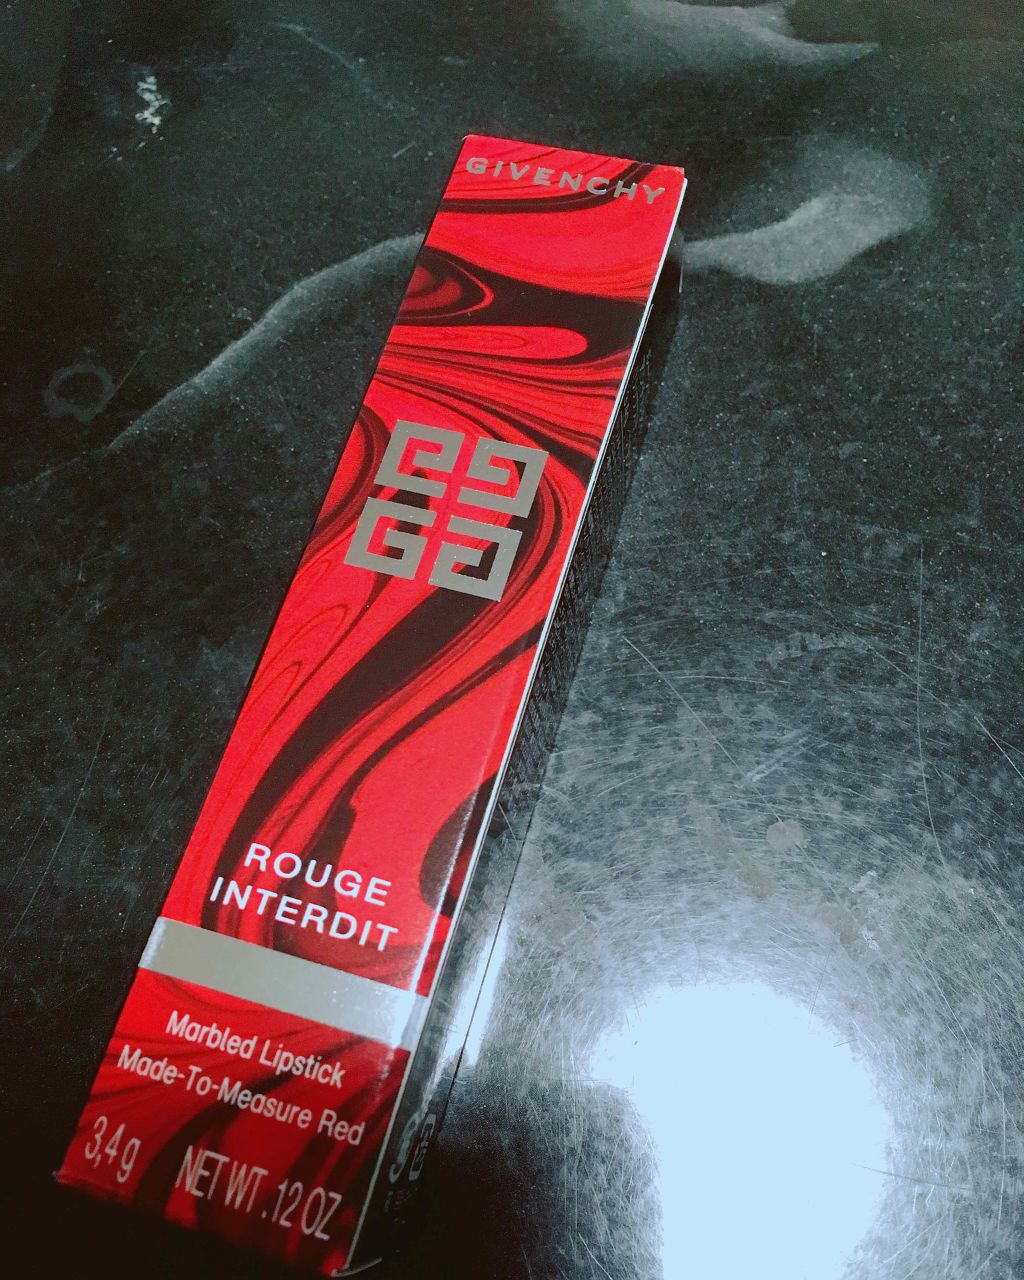 GIVENCHY
ROUGE
INTERDIT
Marbled Lipstick
Made-To-Measure Red
3,4 g NET WT .12 OZ